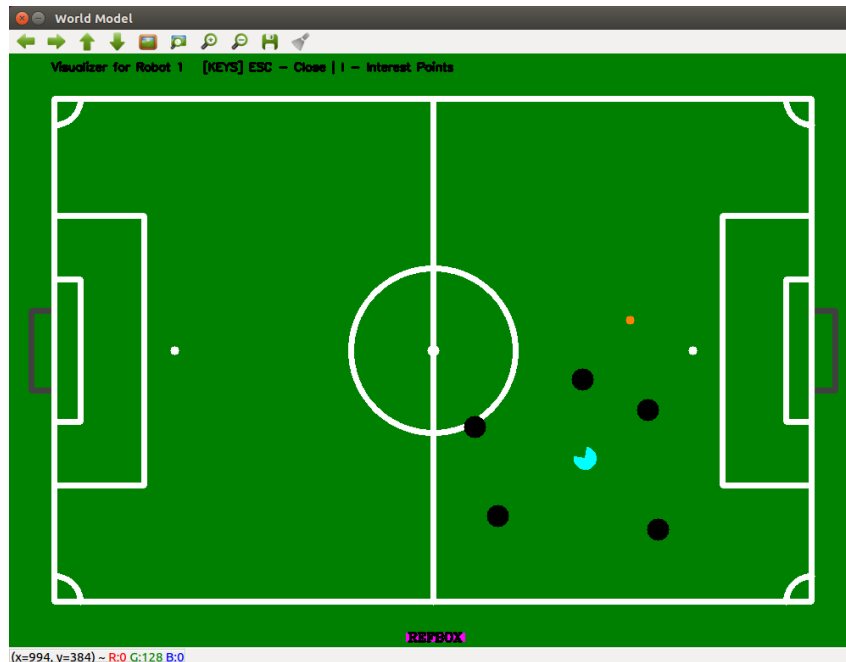 World Model
Visualizer for Robot 1 [KEYS] ESC – Close | I – Interest Points
REFBOX
(x=994, y=384) ~ R:0 G:128 B:0